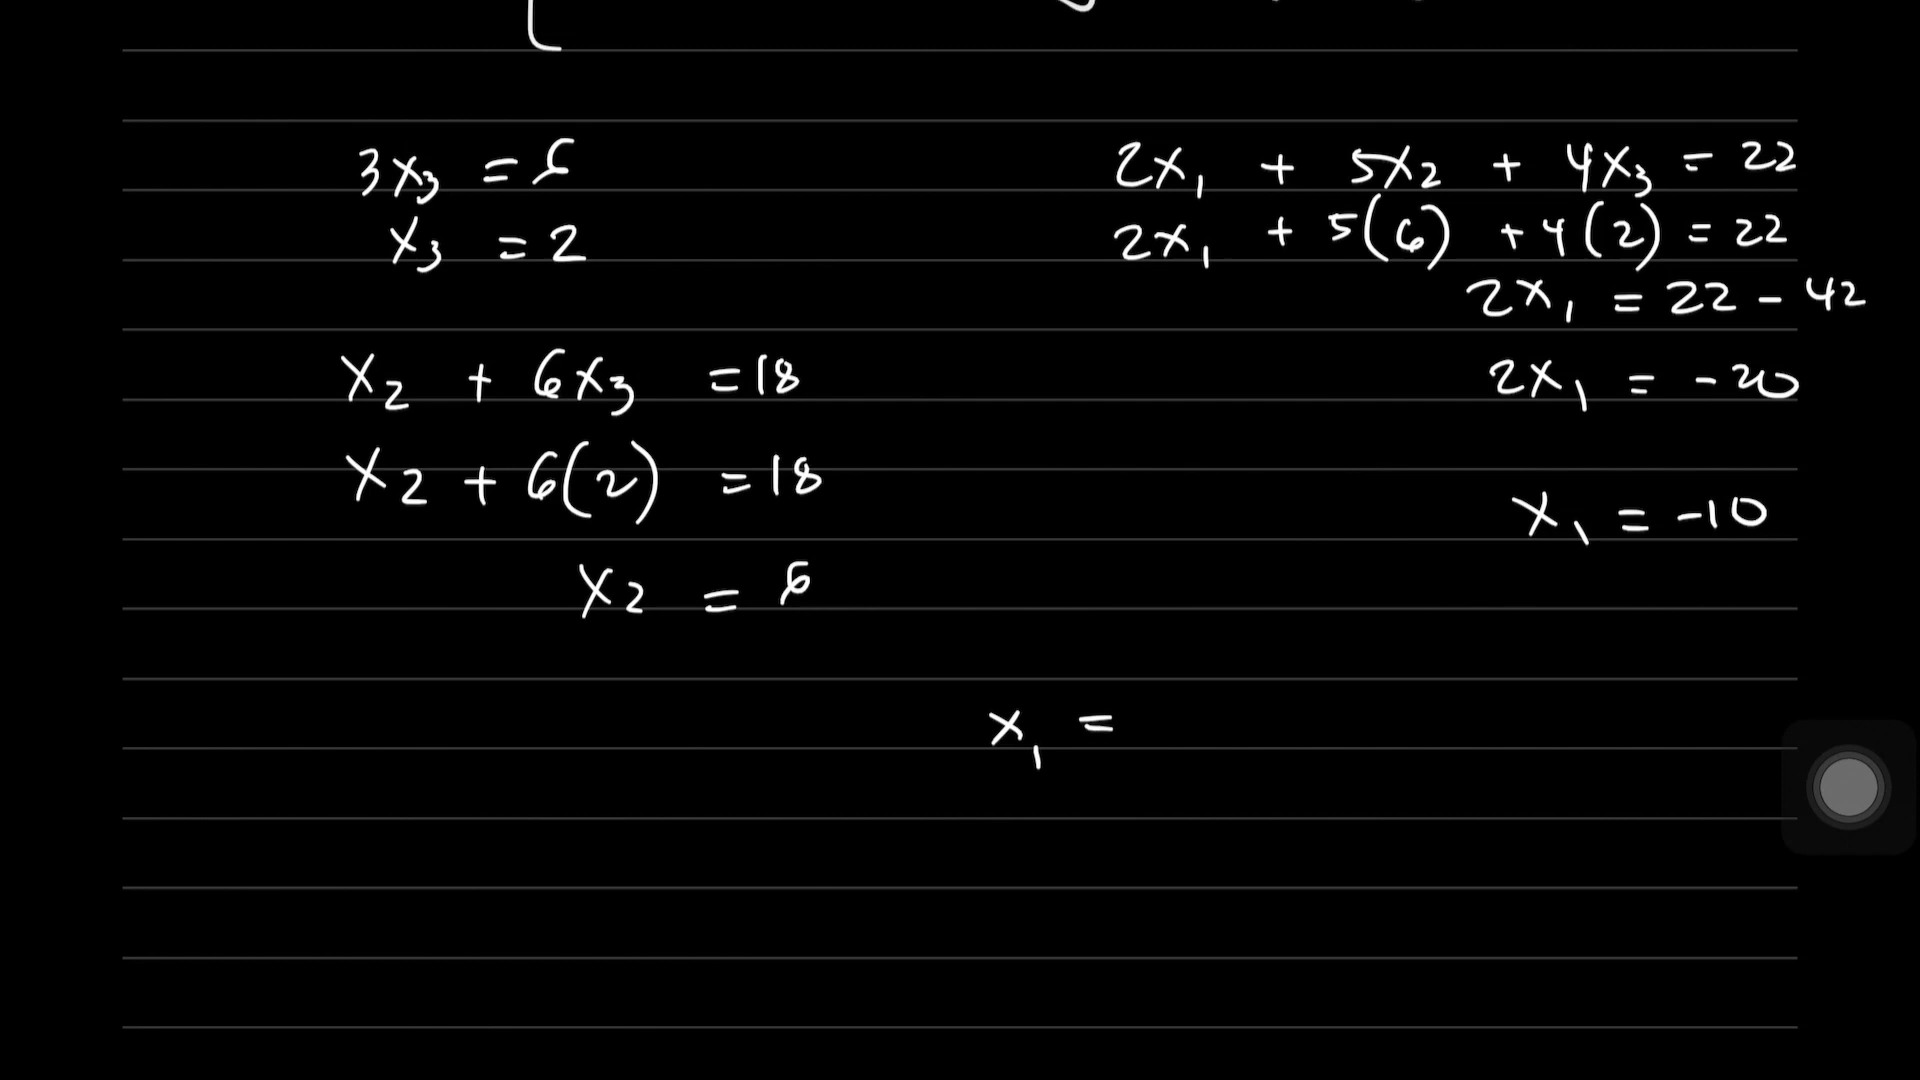 3x₃ = 6
x₃ = 2
x₂ + 6x₃ = 18
x₂ + 6(2) = 18
x₂ = 6
2x₁ + 5x₂ + 4x₃ = 22
2x₁ + 5(6) + 4(2) = 22
2x₁ = 22 - 42
2x₁ = -20
x₁ = -10
x₁ =